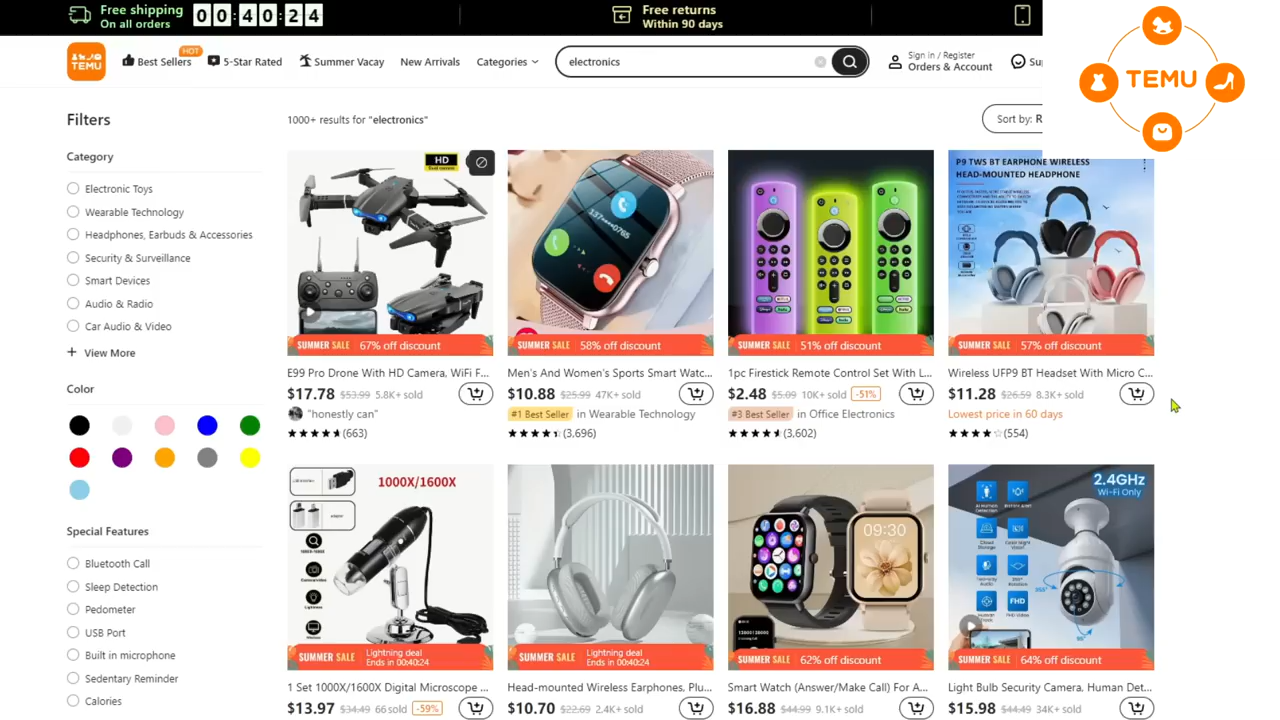 Free shipping
On all orders
00:40:24
Free returns
Within 90 days
TEMU
Best Sellers
HOT
5-Star Rated
Summer Vacay
New Arrivals
Categories
electronics
Sign in / Register
Orders & Account
TEMU
Filters
1000+ results for "electronics"
Sort by: R
Category
Electronic Toys
Wearable Technology
Headphones, Earbuds & Accessories
Security & Surveillance
Smart Devices
Audio & Radio
Car Audio & Video
+ View More
Color
Special Features
Bluetooth Call
Sleep Detection
Pedometer
USB Port
Built in microphone
Sedentary Reminder
Calories
HD
SUMMER SALE 67% off discount
E99 Pro Drone With HD Camera, WiFi F...
$17.78 $53.99 5.8K+ sold
"honestly can"
(663)
SUMMER SALE 58% off discount
Men's And Women's Sports Smart Watc...
$10.88 $25.99 47K+ sold
#1 Best Seller in Wearable Technology
(3,696)
SUMMER SALE 51% off discount
1pc Firestick Remote Control Set With L...
$2.48 $5.09 10K+ sold -51%
#3 Best Seller in Office Electronics
(3,602)
P9 TWS BT EARPHONE WIRELESS
HEAD-MOUNTED HEADPHONE
SUMMER SALE 57% off discount
Wireless UFP9 BT Headset With Micro C...
$11.28 $26.59 8.3K+ sold
Lowest price in 60 days
(554)
1000X/1600X
SUMMER SALE Lightning deal
Ends in 00:40:24
1 Set 1000X/1600X Digital Microscope ...
$13.97 $34.49 66 sold -59%
SUMMER SALE Lightning deal
Ends in 00:40:24
Head-mounted Wireless Earphones, Plu...
$10.70 $22.69 2.4K+ sold
09:30
SUMMER SALE 62% off discount
Smart Watch (Answer/Make Call) For A...
$16.88 $44.99 9.1K+ sold
2.4GHz
Wi-Fi Only
FHD
SUMMER SALE 64% off discount
Light Bulb Security Camera, Human Det...
$15.98 $44.49 34K+ sold